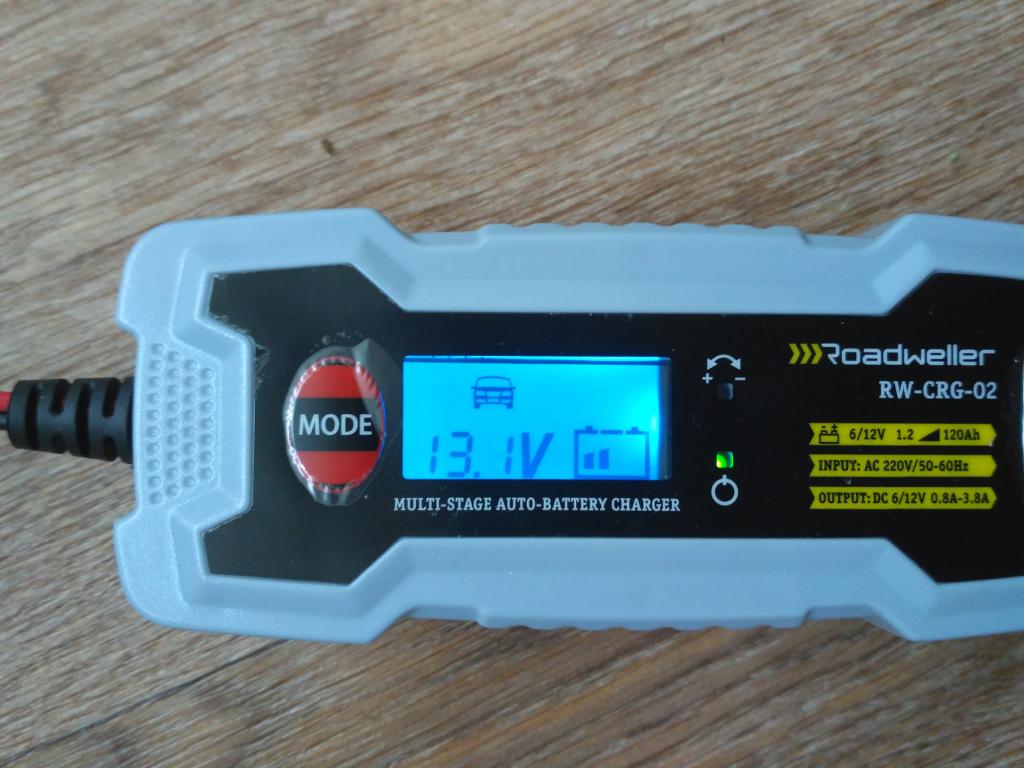 MODE
13.1V
MULTI-STAGE AUTO-BATTERY CHARGER
+ -
Roadweller
RW-CRG-02
6/12V 1.2 120Ah
INPUT: AC 220V/50-60Hz
OUTPUT: DC 6/12V 0.8A-3.8A